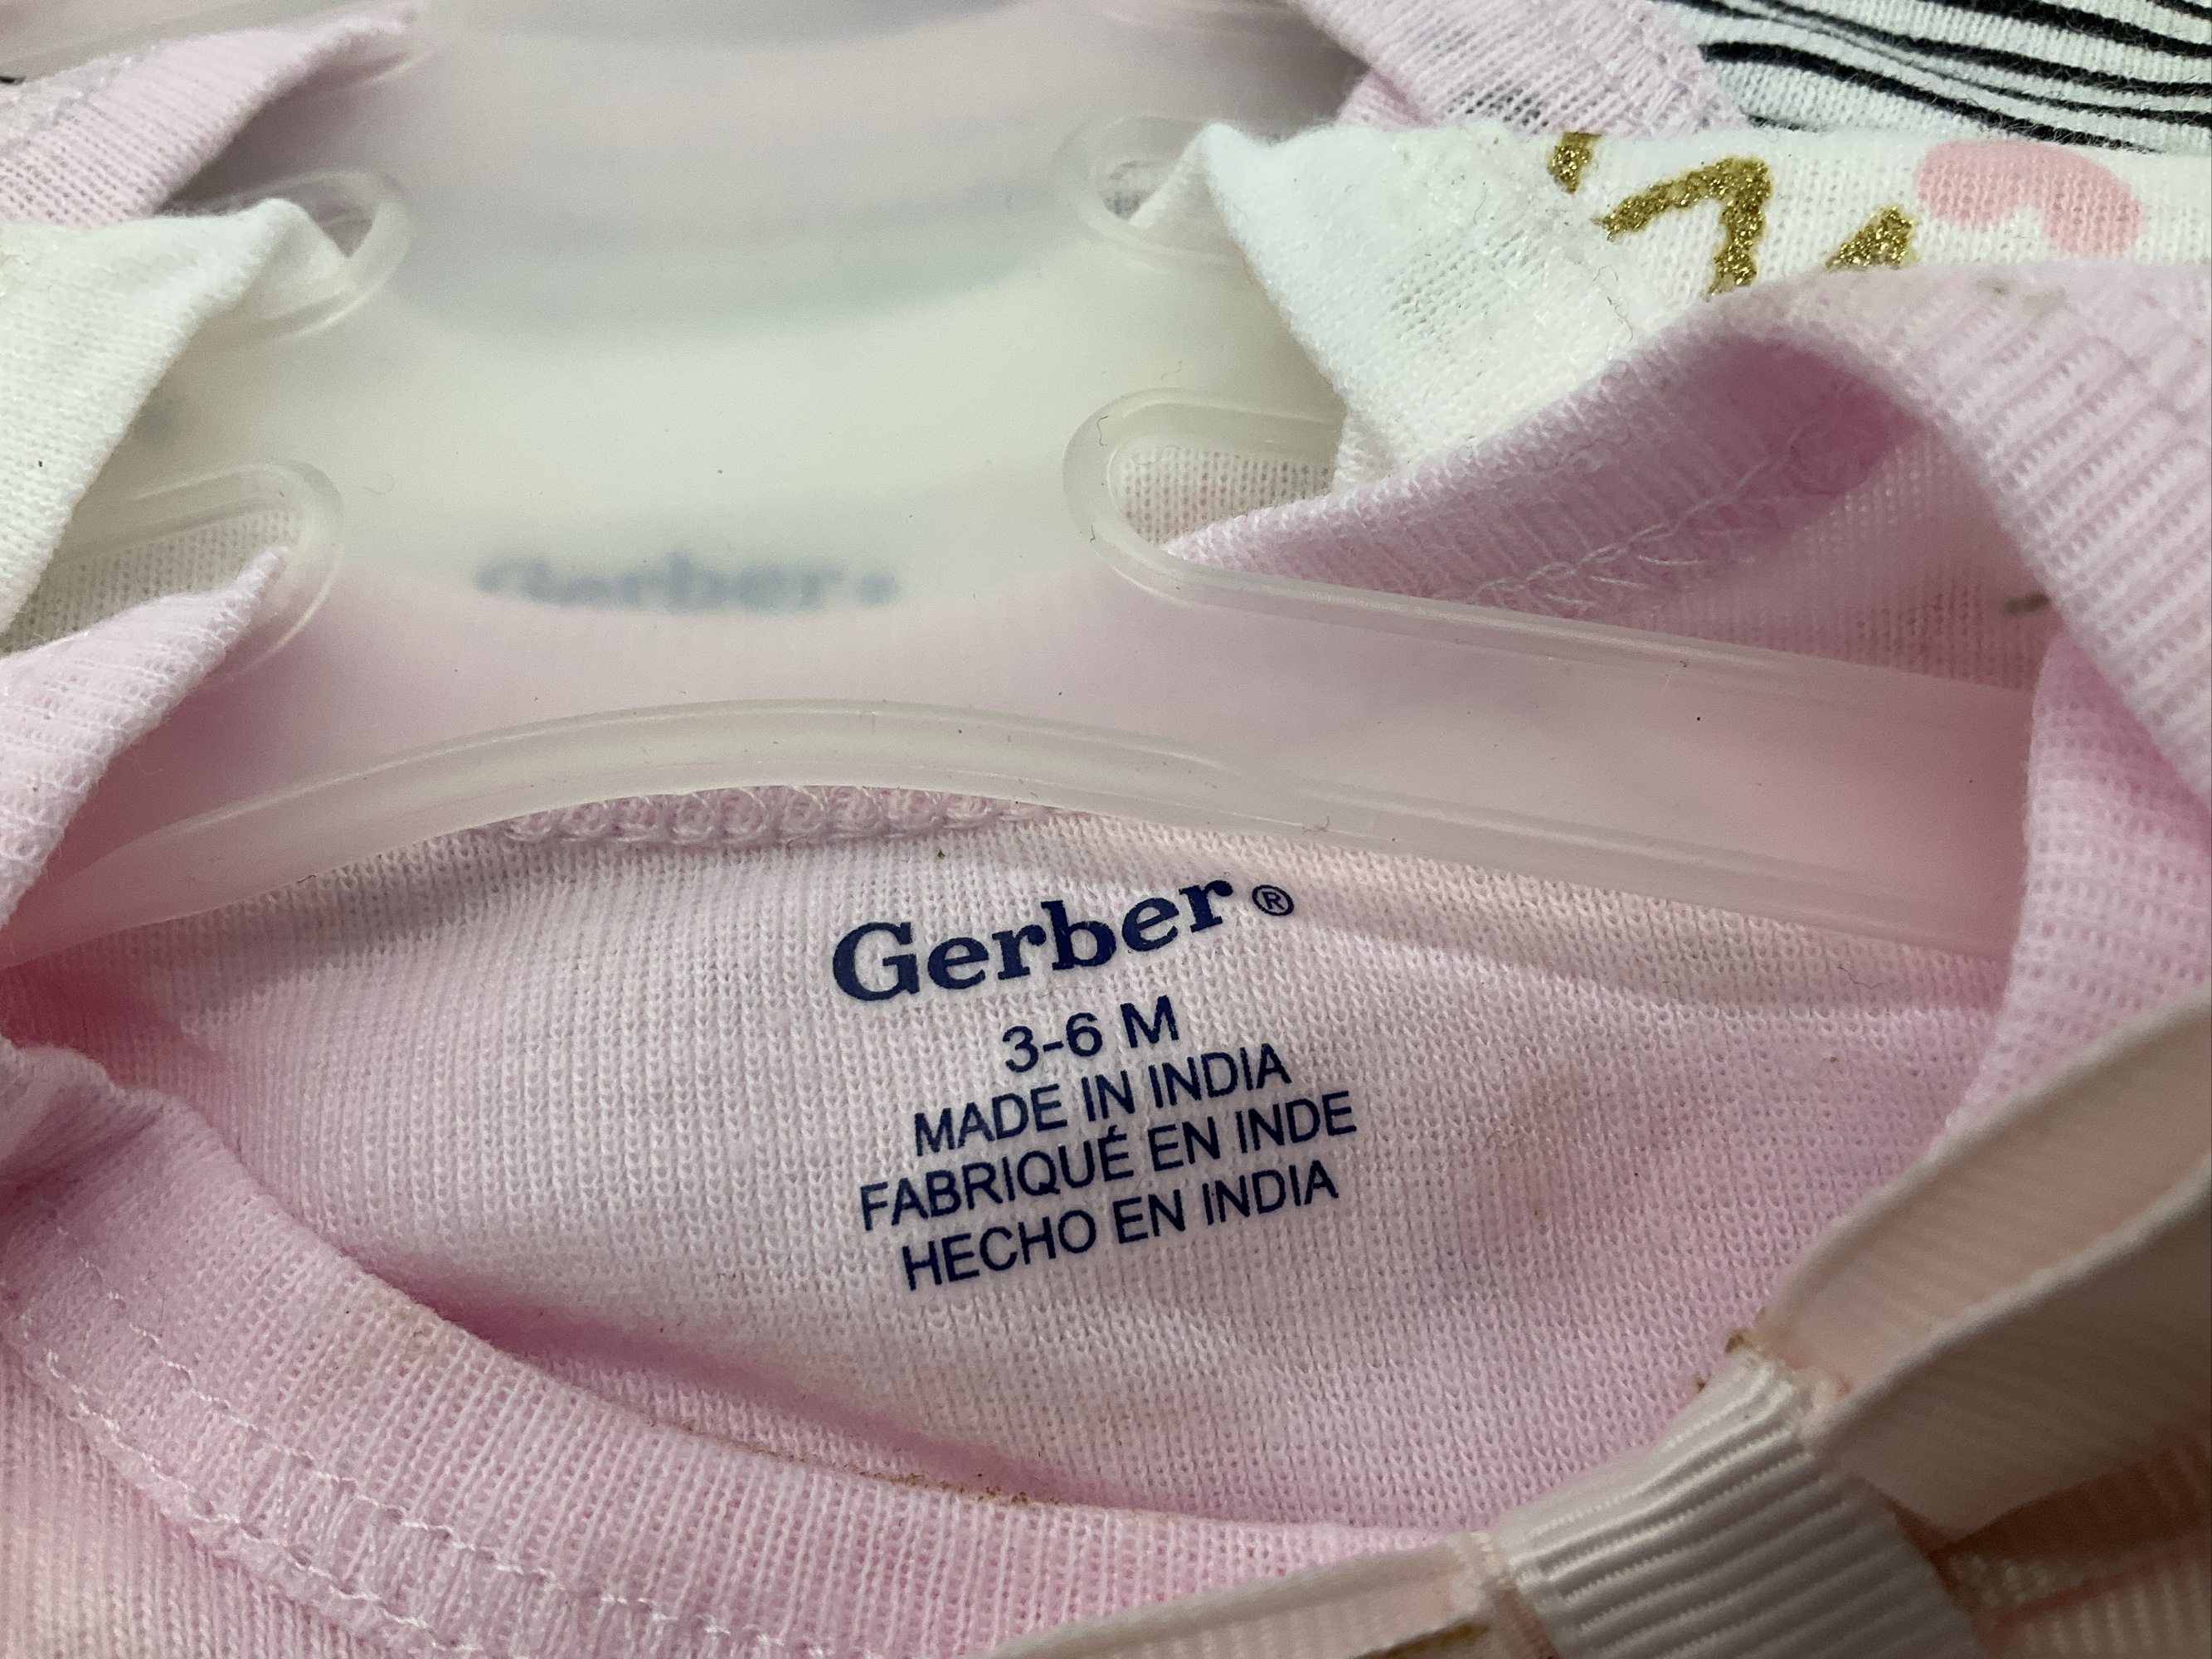 Gerber
Gerber®
3-6 M
MADE IN INDIA
FABRIQUÉ EN INDE
HECHO EN INDIA